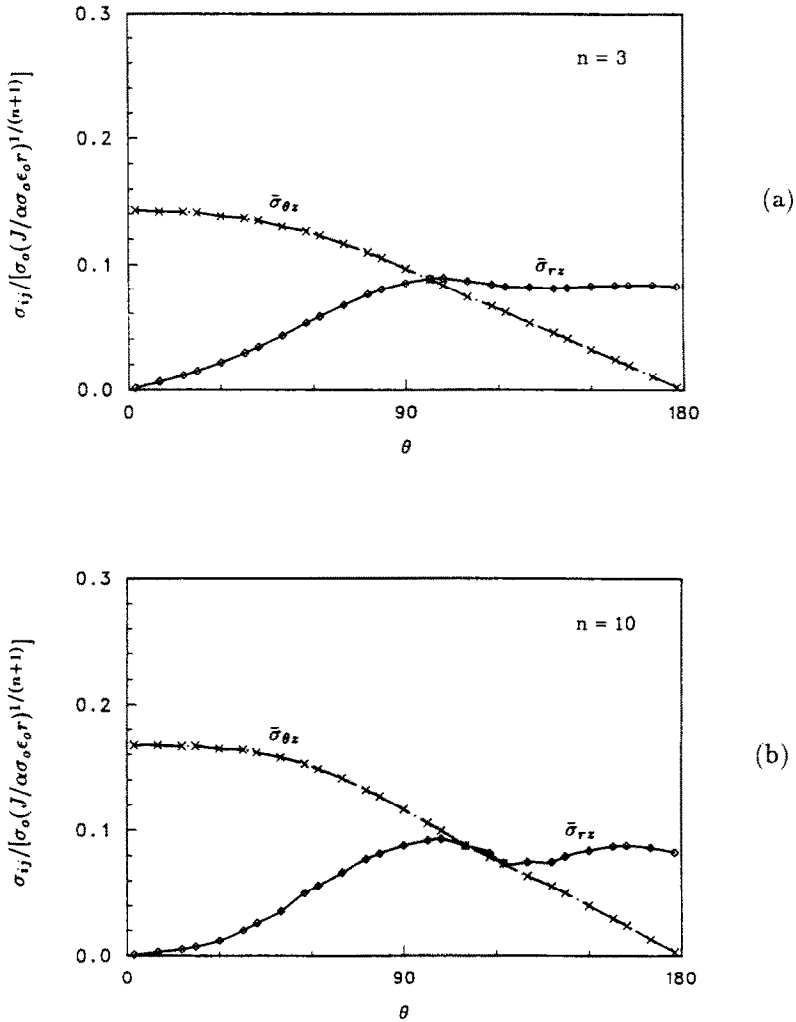 0.3
n = 3
0.2
σ̄θz
(a)
0.1
σ̄rz
0.0
0
90
180
σij/[σo(J/ασoϵor)^1/(n+1)]
θ
0.3
n = 10
0.2
σ̄θz
(b)
0.1
σ̄rz
0.0
0
90
180
σij/[σo(J/ασoϵor)^1/(n+1)]
θ